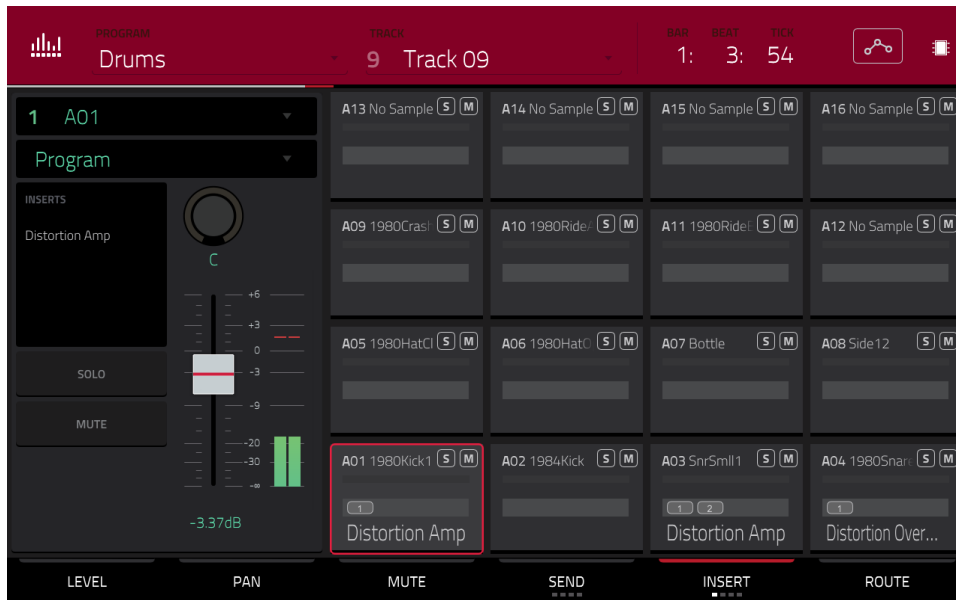 PROGRAM TRACK BAR BEAT TICK
Drums 9 Track 09 1: 3: 54
1 A01
Program
INSERTS
Distortion Amp
C
+6
+3
0
-3
-9
-20
-30
-∞
SOLO
MUTE
-3.37dB
A13 No Sample S M
A14 No Sample S M
A15 No Sample S M
A16 No Sample S M
A09 1980Crash S M
A10 1980RideA S M
A11 1980RideB S M
A12 No Sample S M
A05 1980HatCl S M
A06 1980HatO S M
A07 Bottle S M
A08 Side12 S M
A01 1980Kick1 S M
A02 1984Kick S M
A03 SnrSmll1 S M
A04 1980Snare S M
1
Distortion Amp
1 2
Distortion Amp
1
Distortion Over...
LEVEL PAN MUTE SEND INSERT ROUTE